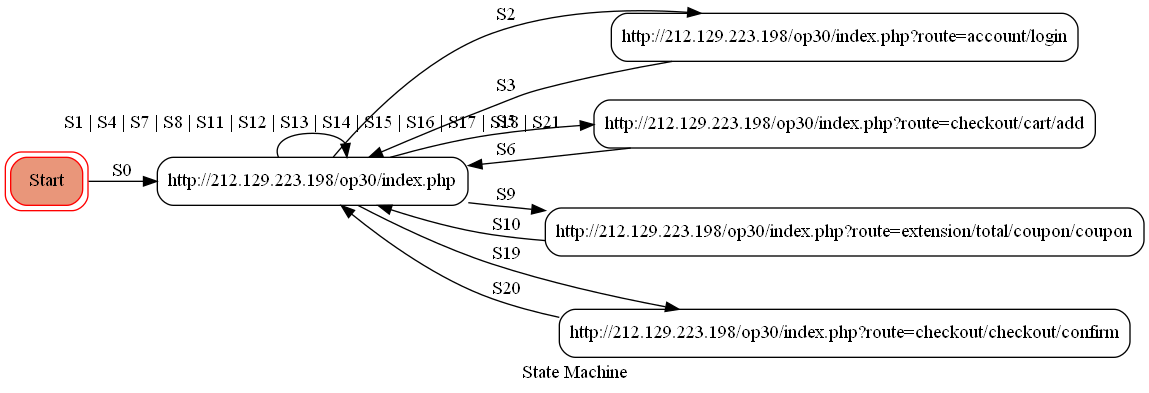 S2
http://212.129.223.198/op30/index.php?route=account/login
S3
S1 | S4 | S7 | S8 | S11 | S12 | S13 | S14 | S15 | S16 | S17 | S18 | S21
S5
http://212.129.223.198/op30/index.php?route=checkout/cart/add
S6
Start
S0
http://212.129.223.198/op30/index.php
S9
http://212.129.223.198/op30/index.php?route=extension/total/coupon/coupon
S10
S19
S20
http://212.129.223.198/op30/index.php?route=checkout/checkout/confirm
State Machine